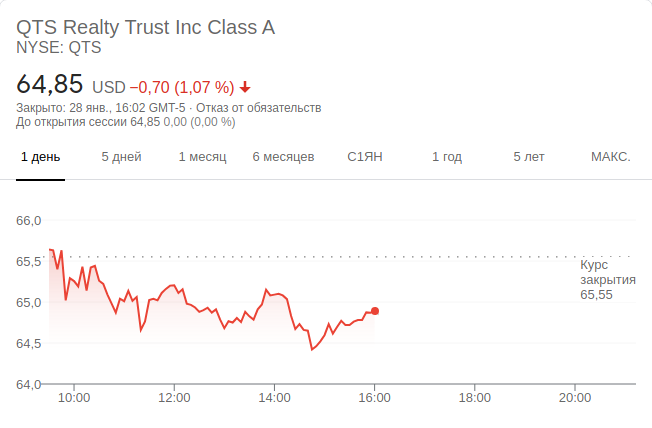 QTS Realty Trust Inc Class A
NYSE: QTS
64,85 USD −0,70 (1,07 %)
Закрыто: 28 янв., 16:02 GMT-5 · Отказ от обязательств
До открытия сессии 64,85 0,00 (0,00 %)
1 день 5 дней 1 месяц 6 месяцев С1ЯН 1 год 5 лет МАКС.
66,0
65,5
65,0
64,5
64,0
Курс
закрытия
65,55
10:00 12:00 14:00 16:00 18:00 20:00